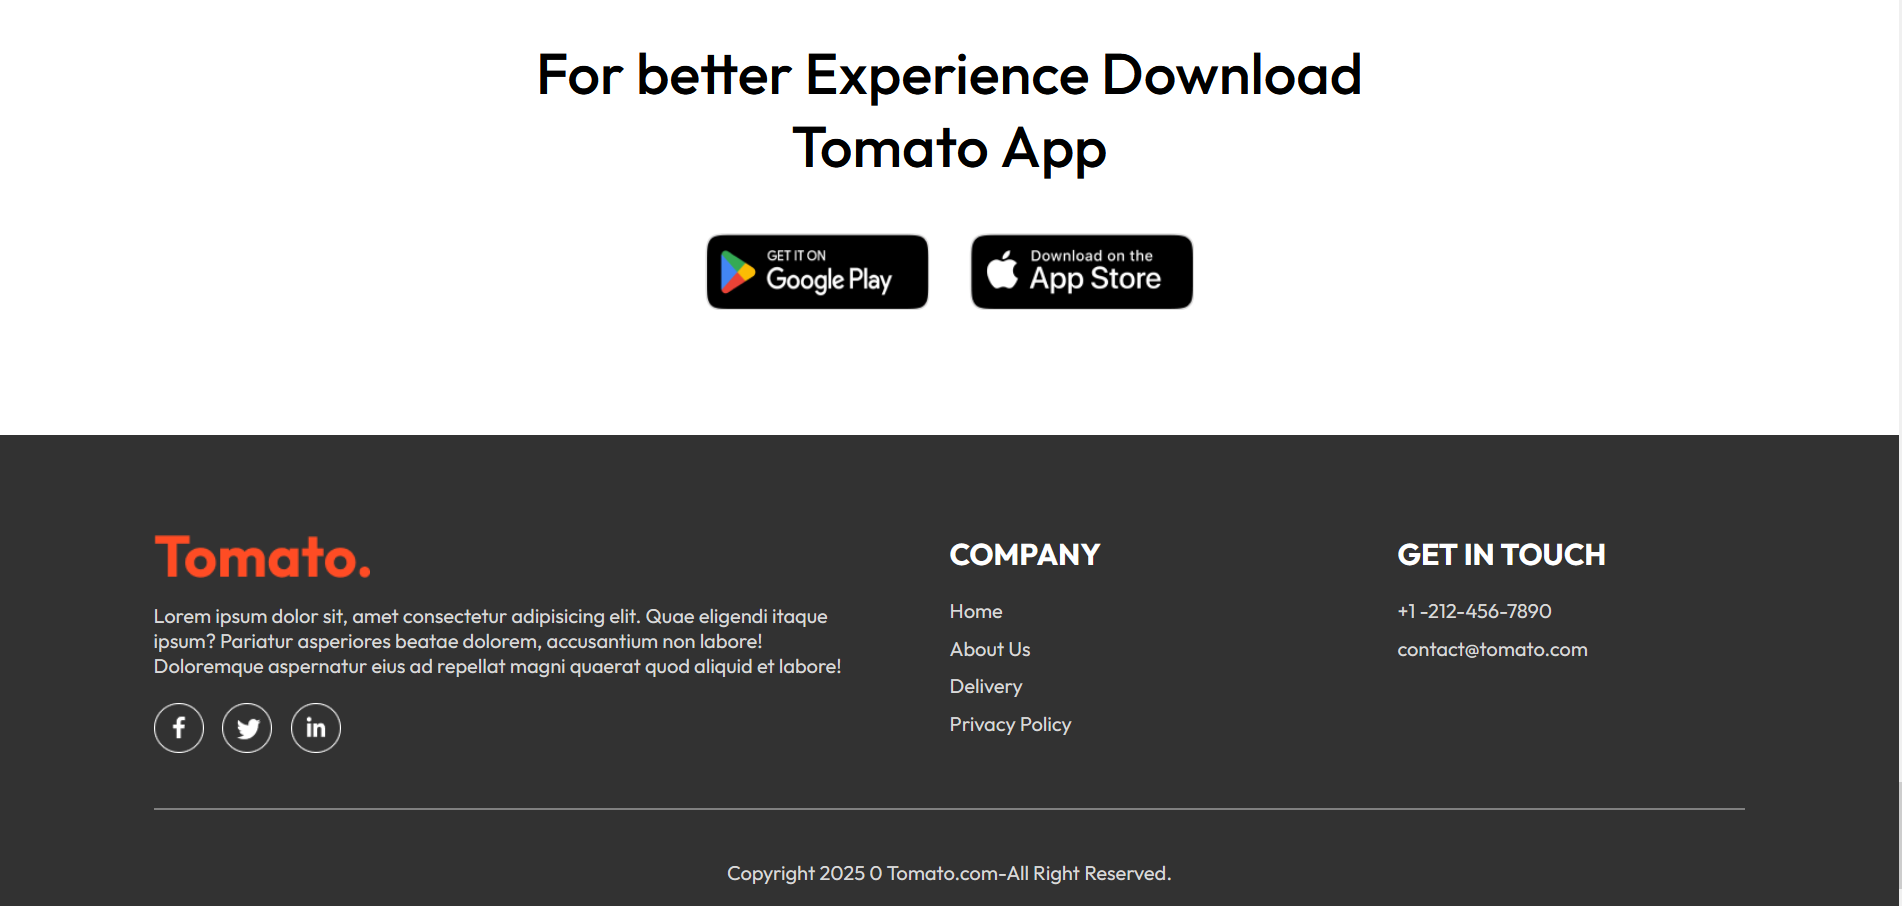 For better Experience Download
Tomato App
GET IT ON
Google Play
Download on the
App Store
Tomato.
Lorem ipsum dolor sit, amet consectetur adipisicing elit. Quae eligendi itaque
ipsum? Pariatur asperiores beatae dolorem, accusantium non labore!
Doloremque aspernatur eius ad repellat magni quaerat quod aliquid et labore!
f
in
COMPANY
Home
About Us
Delivery
Privacy Policy
GET IN TOUCH
+1 -212-456-7890
contact@tomato.com
Copyright 2025 0 Tomato.com-All Right Reserved.